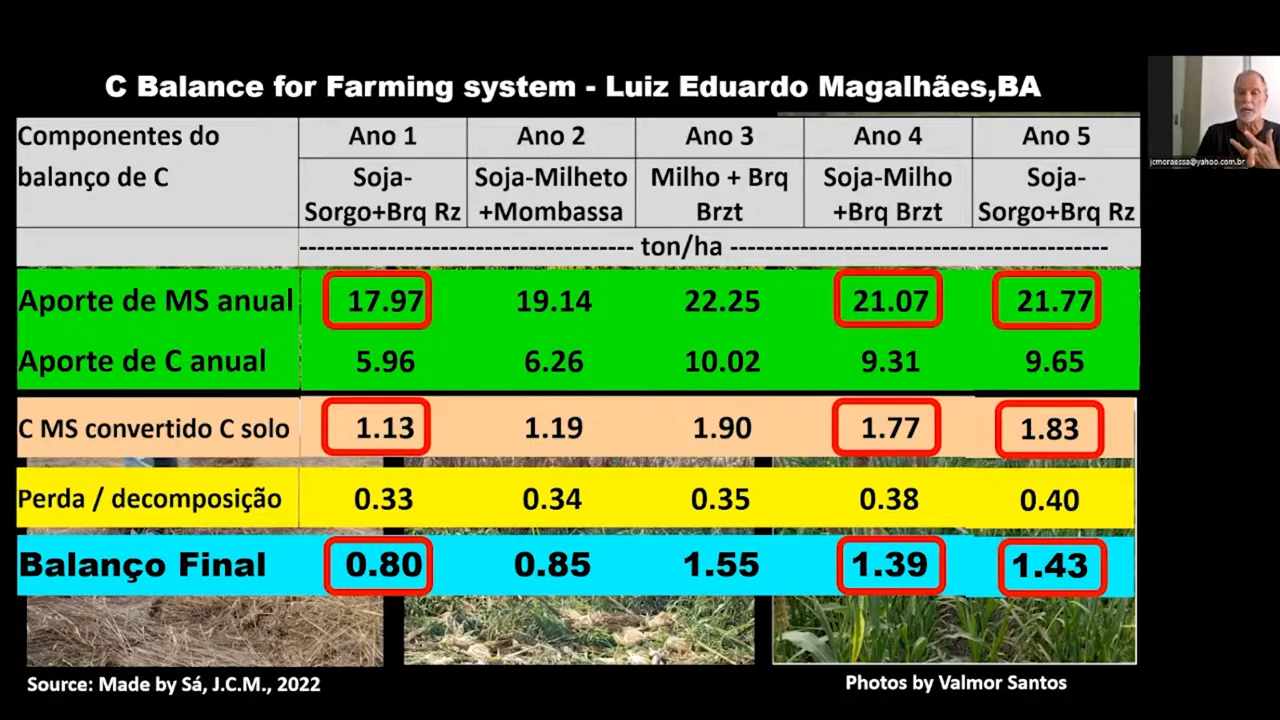 C Balance for Farming system - Luiz Eduardo Magalhães,BA
jcmoraessa@yahoo.com.br
Componentes do balanço de C
Ano 1 Ano 2 Ano 3 Ano 4 Ano 5
Soja- Soja-Milheto Milho + Brq Soja-Milho Soja-
Sorgo+Brq Rz +Mombassa Brzt +Brq Brzt Sorgo+Brq Rz
---------------------------------- ton/ha ---------------------------------------
Aporte de MS anual 17.97 19.14 22.25 21.07 21.77
Aporte de C anual 5.96 6.26 10.02 9.31 9.65
C MS convertido C solo 1.13 1.19 1.90 1.77 1.83
Perda / decomposição 0.33 0.34 0.35 0.38 0.40
Balanço Final 0.80 0.85 1.55 1.39 1.43
Source: Made by Sá, J.C.M., 2022
Photos by Valmor Santos